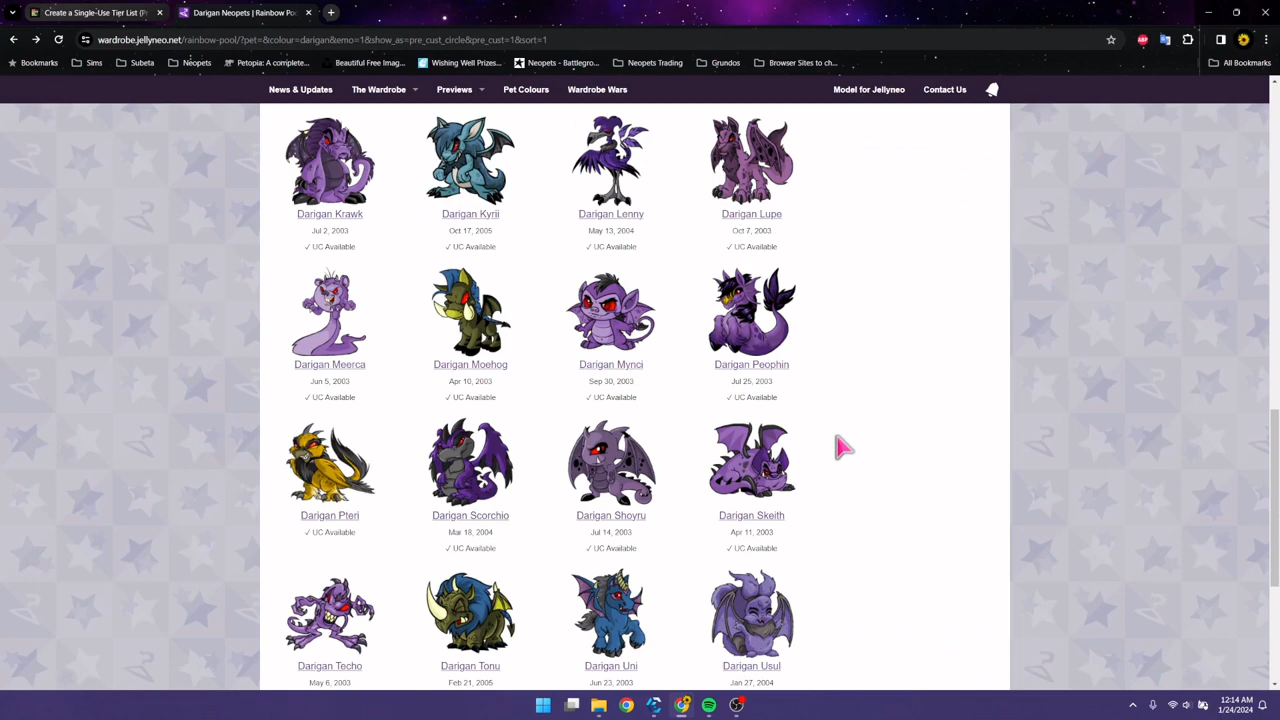 Create a Single-Use Tier List (P
Darigan Neopets | Rainbow Po
wardrobe.jellyneo.net/rainbow-pool/?pet=&colour=darigan&emo=1&show_as=pre_cust_circle&pre_cust=1&sort=1
Bookmarks Sims Subeta Neopets Petopia: A complete... Beautiful Free Imag... Wishing Well Prizes... Neopets - Battlegro... Neopets Trading Grundos Browser Sites to ch... All Bookmarks
News & Updates The Wardrobe Previews Pet Colours Wardrobe Wars Model for Jellyneo Contact Us
Darigan Krawk Darigan Kyrii Darigan Lenny Darigan Lupe
Jul 2, 2003 Oct 17, 2005 May 13, 2004 Oct 7, 2003
✓ UC Available ✓ UC Available ✓ UC Available ✓ UC Available
Darigan Meerca Darigan Moehog Darigan Mynci Darigan Peophin
Jun 5, 2003 Apr 10, 2003 Sep 30, 2003 Jul 25, 2003
✓ UC Available ✓ UC Available ✓ UC Available ✓ UC Available
Darigan Pteri Darigan Scorchio Darigan Shoyru Darigan Skeith
Mar 18, 2004 Jul 14, 2003 Apr 11, 2003
✓ UC Available ✓ UC Available ✓ UC Available ✓ UC Available
Darigan Techo Darigan Tonu Darigan Uni Darigan Usul
May 6, 2003 Feb 21, 2005 Jun 23, 2003 Jan 27, 2004
12:14 AM
1/24/2024